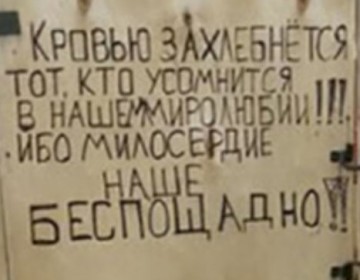 КРОВЬЮ ЗАХЛЕБНЁТСЯ
ТОТ, КТО УСОМНИТСЯ
В НАШЕМ МИРОЛЮБИИ!!!
ИБО МИЛОСЕРДИЕ
НАШЕ
БЕСПОЩАДНО!!